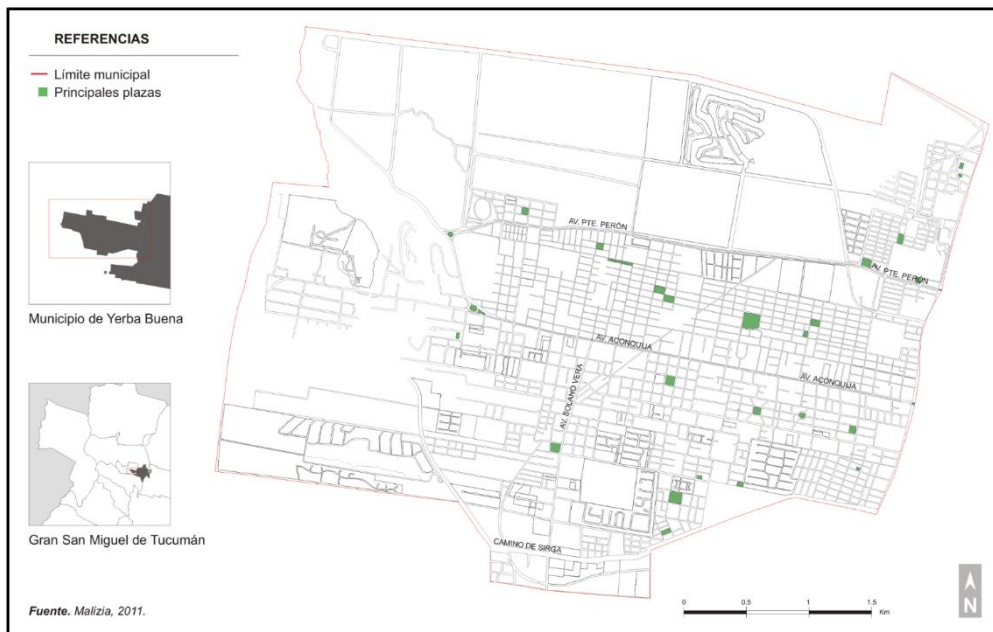 REFERENCIAS
Límite municipal
Principales plazas
Municipio de Yerba Buena
Gran San Miguel de Tucumán
Fuente. Malizia, 2011.
AV. PTE. PERÓN
AV. PTE. PERÓN
AV. ACONQUIJA
AV. ACONQUIJA
AV. SOLANO VERA
CAMINO DE SIRGA
0 0.5 1 1.5
Km
N